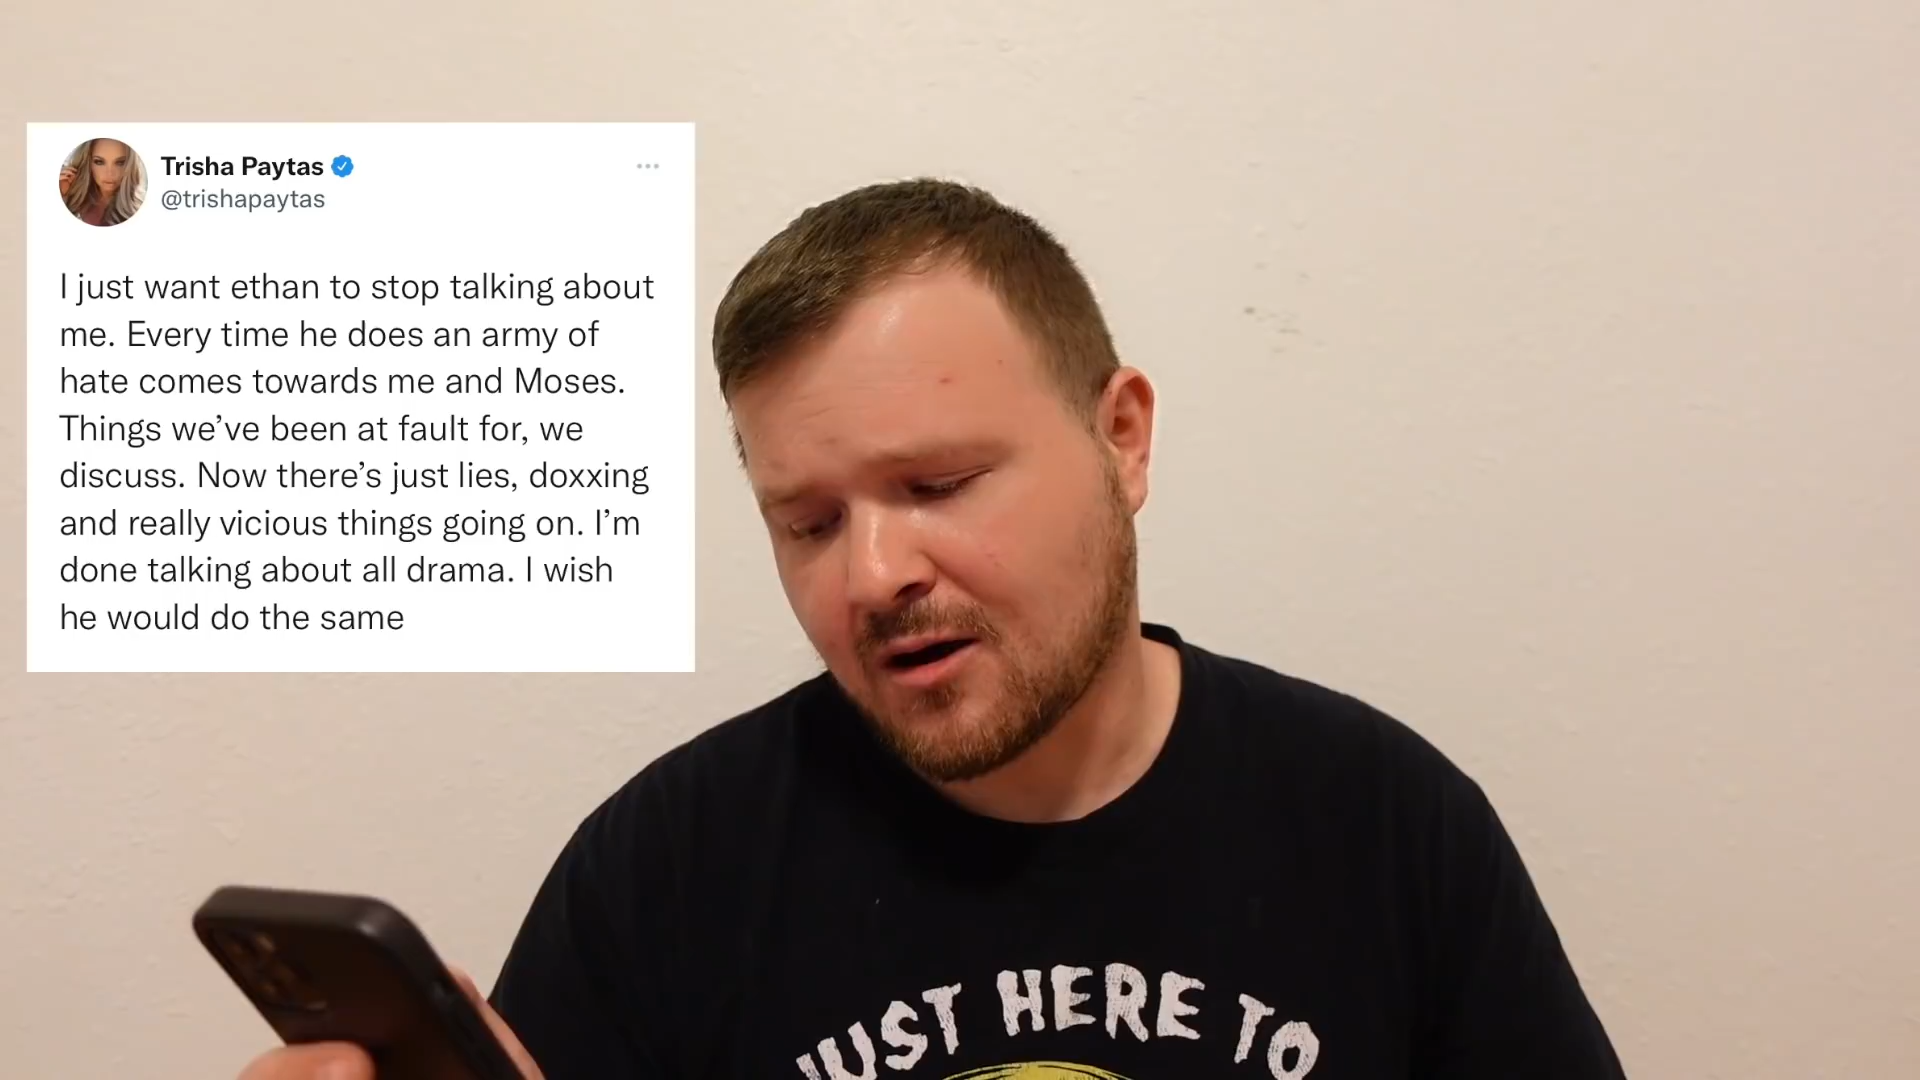 Trisha Paytas
@trishapaytas
I just want ethan to stop talking about
me. Every time he does an army of
hate comes towards me and Moses.
Things we’ve been at fault for, we
discuss. Now there’s just lies, doxxing
and really vicious things going on. I’m
done talking about all drama. I wish
he would do the same
JUST HERE TO